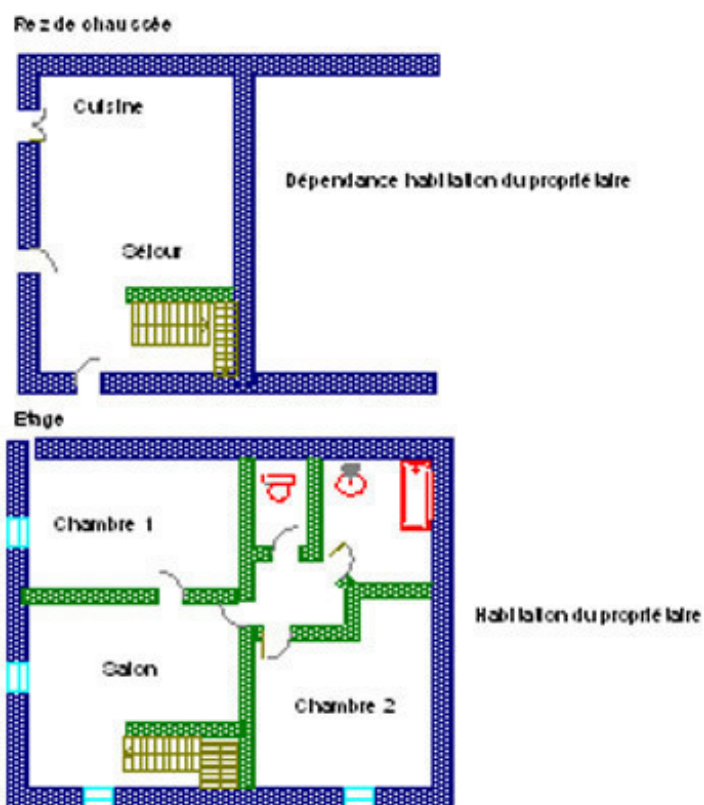 Rez de chaussée
Cuisine
Dépendance habitation du propriétaire
Séjour
Etage
Chambre 1
Habitation du propriétaire
Salon
Chambre 2